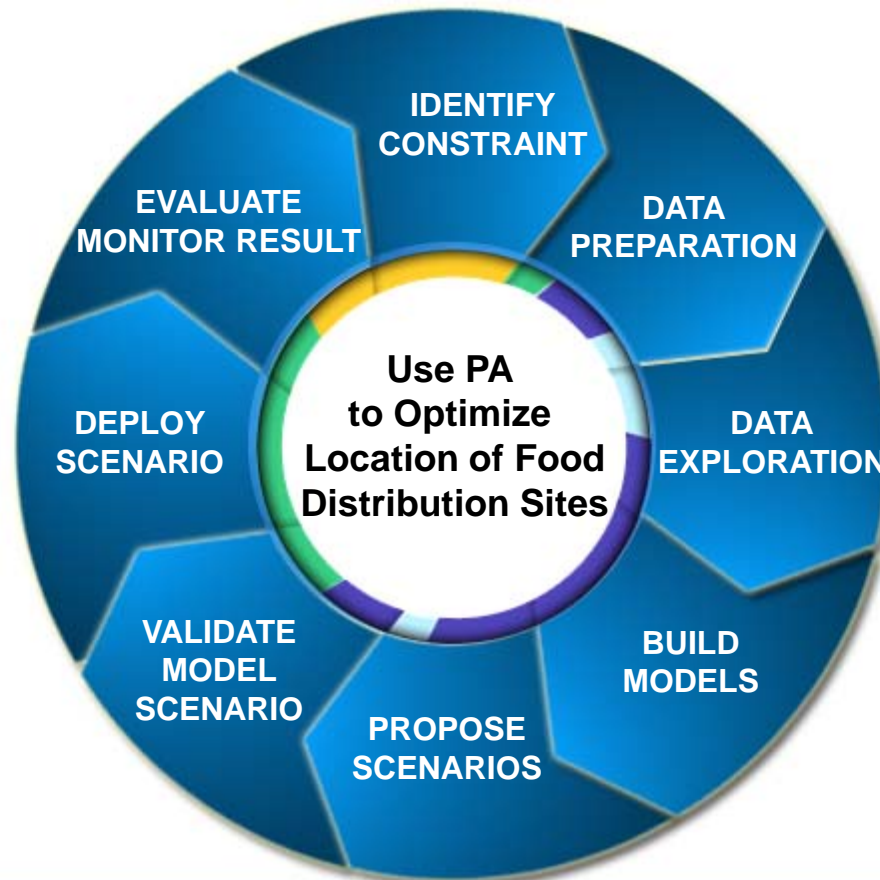 IDENTIFY
CONSTRAINT
DATA
PREPARATION
DATA
EXPLORATION
BUILD
MODELS
PROPOSE
SCENARIOS
VALIDATE
MODEL
SCENARIO
DEPLOY
SCENARIO
EVALUATE
MONITOR RESULT
Use PA
to Optimize
Location of Food
Distribution Sites